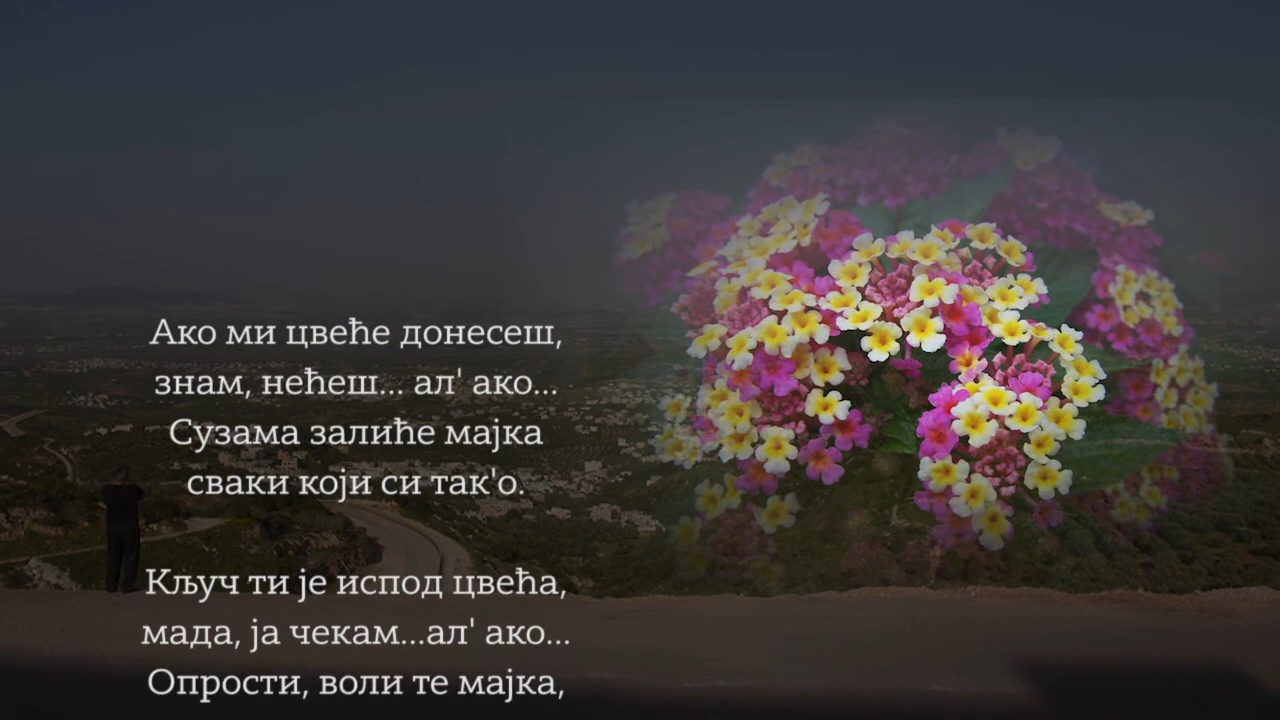 Ако ми цвеће донесеш,
знам, нећеш... ал' ако...
Сузама залиће мајка
сваки који си так'о.
Кључ ти је испод цвећа,
мада, ја чекам...ал' ако...
Опрости, воли те мајка,